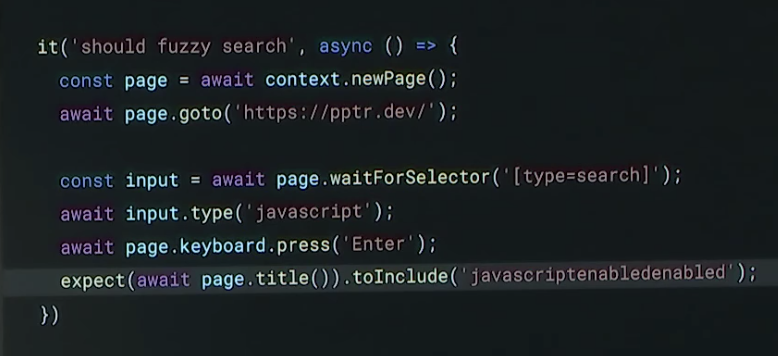 it('should fuzzy search', async () => {
const page = await context.newPage();
await page.goto('https://pptr.dev/');
const input = await page.waitForSelector('[type=search]');
await input.type('javascript');
await page.keyboard.press('Enter');
expect(await page.title()).toInclude('javascriptenabledenabled');
})